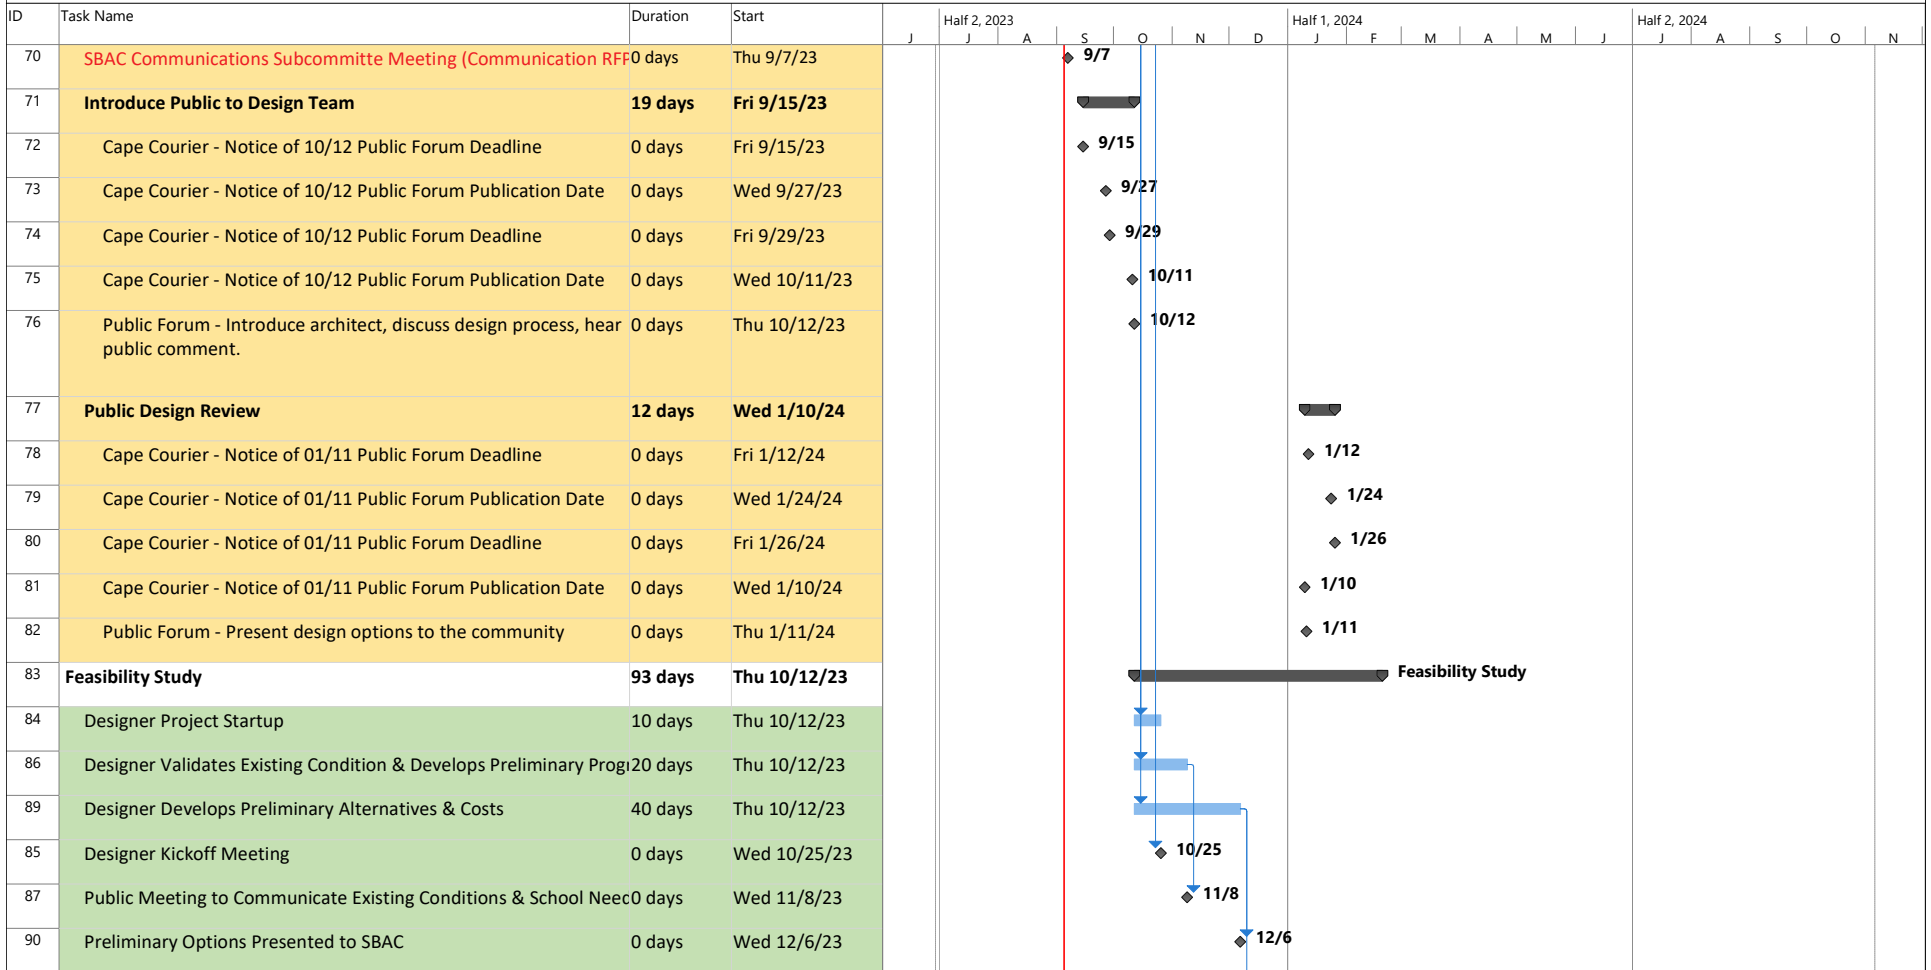 ID Task Name Duration Start Half 2, 2023 Half 1, 2024 Half 2, 2024
J J A S O N D J F M A M J J A S O N
70 SBAC Communications Subcommitte Meeting (Communication RFP 0 days Thu 9/7/23 9/7
71 Introduce Public to Design Team 19 days Fri 9/15/23
72 Cape Courier - Notice of 10/12 Public Forum Deadline 0 days Fri 9/15/23 9/15
73 Cape Courier - Notice of 10/12 Public Forum Publication Date 0 days Wed 9/27/23 9/27
74 Cape Courier - Notice of 10/12 Public Forum Deadline 0 days Fri 9/29/23 9/29
75 Cape Courier - Notice of 10/12 Public Forum Publication Date 0 days Wed 10/11/23 10/11
76 Public Forum - Introduce architect, discuss design process, hear 0 days Thu 10/12/23 10/12
public comment.
77 Public Design Review 12 days Wed 1/10/24
78 Cape Courier - Notice of 01/11 Public Forum Deadline 0 days Fri 1/12/24 1/12
79 Cape Courier - Notice of 01/11 Public Forum Publication Date 0 days Wed 1/24/24 1/24
80 Cape Courier - Notice of 01/11 Public Forum Deadline 0 days Fri 1/26/24 1/26
81 Cape Courier - Notice of 01/11 Public Forum Publication Date 0 days Wed 1/10/24 1/10
82 Public Forum - Present design options to the community 0 days Thu 1/11/24 1/11
83 Feasibility Study 93 days Thu 10/12/23 Feasibility Study
84 Designer Project Startup 10 days Thu 10/12/23
86 Designer Validates Existing Condition & Develops Preliminary 20 days Thu 10/12/23
89 Designer Develops Preliminary Alternatives & Costs 40 days Thu 10/12/23
85 Designer Kickoff Meeting 0 days Wed 10/25/23 10/25
87 Public Meeting to Communicate Existing Conditions & School 0 days Wed 11/8/23 11/8
90 Preliminary Options Presented to SBAC 0 days Wed 12/6/23 12/6